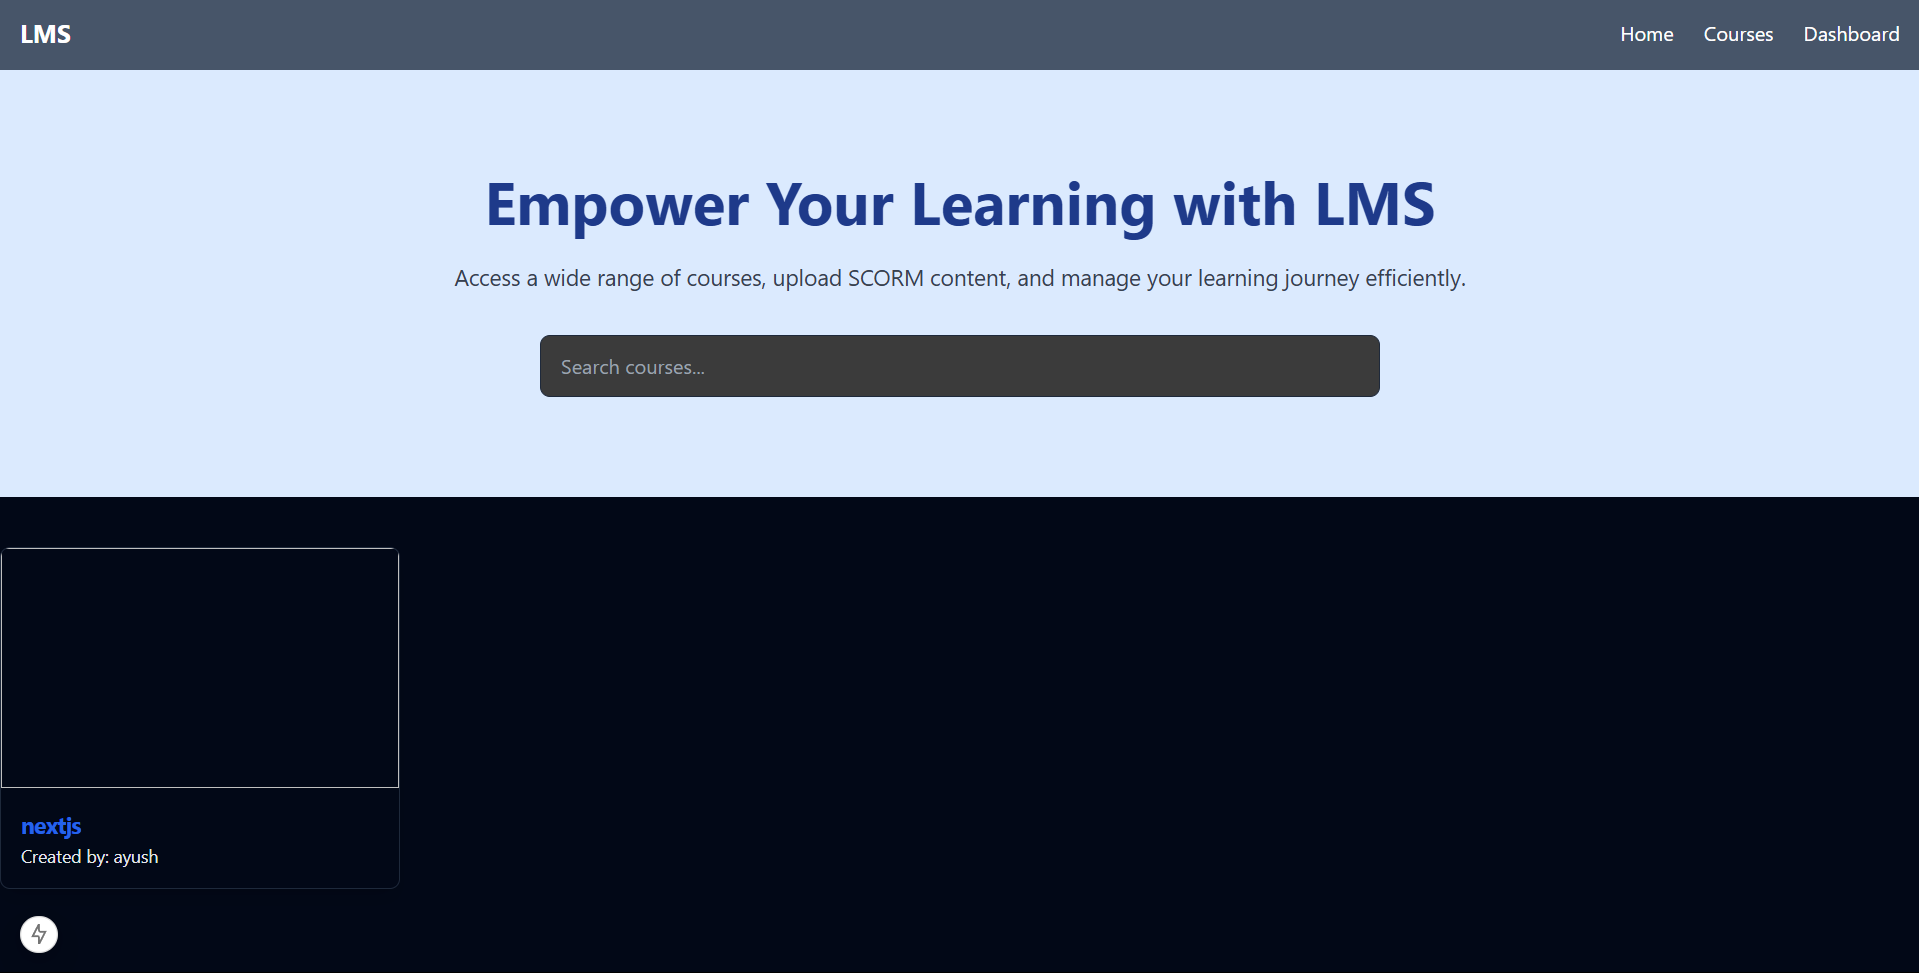 LMS
Home Courses Dashboard
Empower Your Learning with LMS
Access a wide range of courses, upload SCORM content, and manage your learning journey efficiently.
Search courses...
nextjs
Created by: ayush